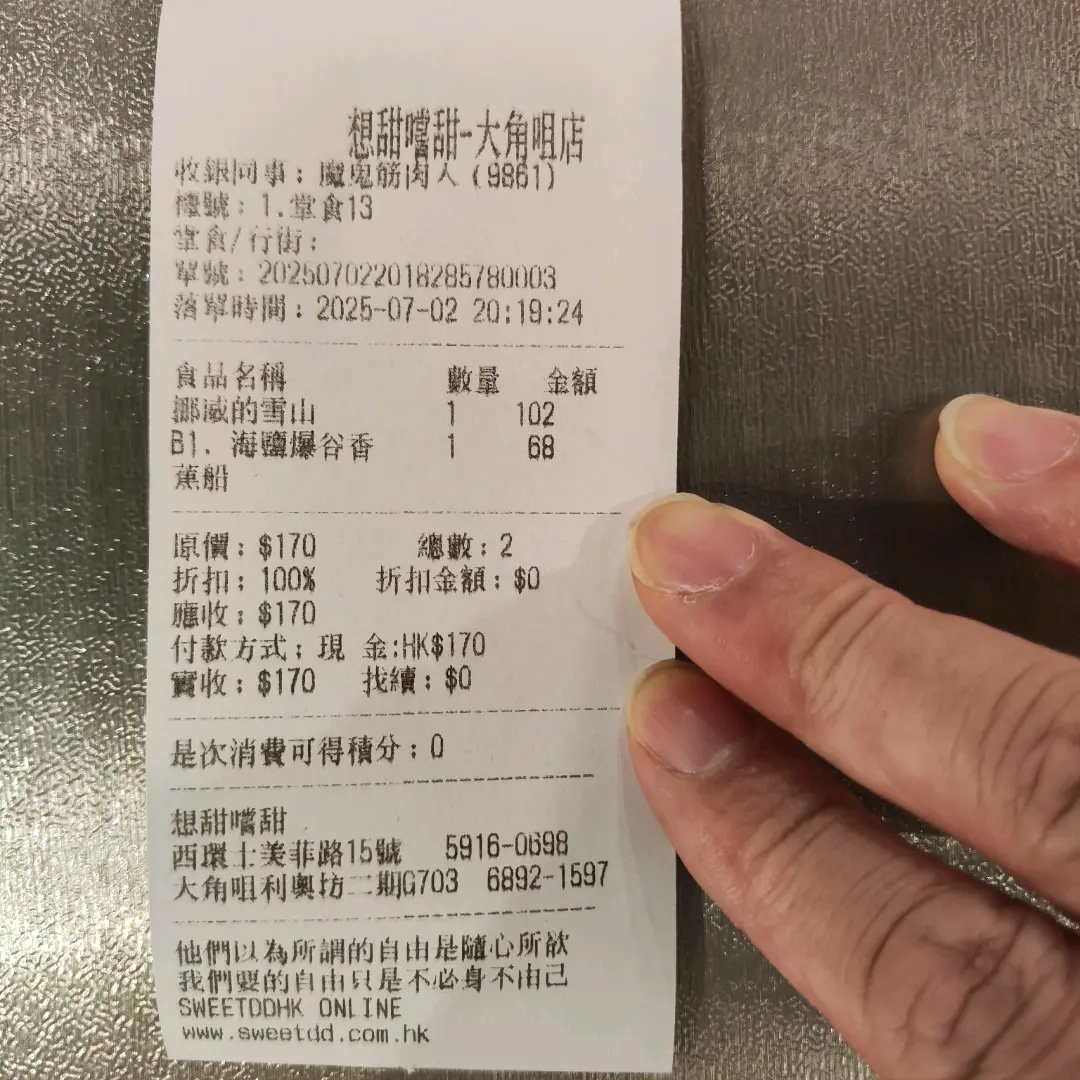 想甜嚐甜-大角咀店
收銀同事: 魔鬼筋肉人 (9861)
檯號: 1.堂食13
堂食/行街:
單號: 202507022018285780003
落單時間: 2025-07-02 20:19:24
食品名稱 數量 金額
挪威的雪山 1 102
B1. 海鹽爆谷香 1 68
蕉船
原價: $170 總數: 2
折扣: 100% 折扣金額: $0
應收: $170
付款方式: 現 金:HK$170
實收: $170 找續: $0
是次消費可得積分: 0
想甜嚐甜
西環士美菲路15號 5916-0698
大角咀利奧坊二期G703 6892-1597
他們以為所謂的自由是隨心所欲
我們要的自由只是不必身不由己
SWEETDDHK ONLINE
www.sweetdd.com.hk